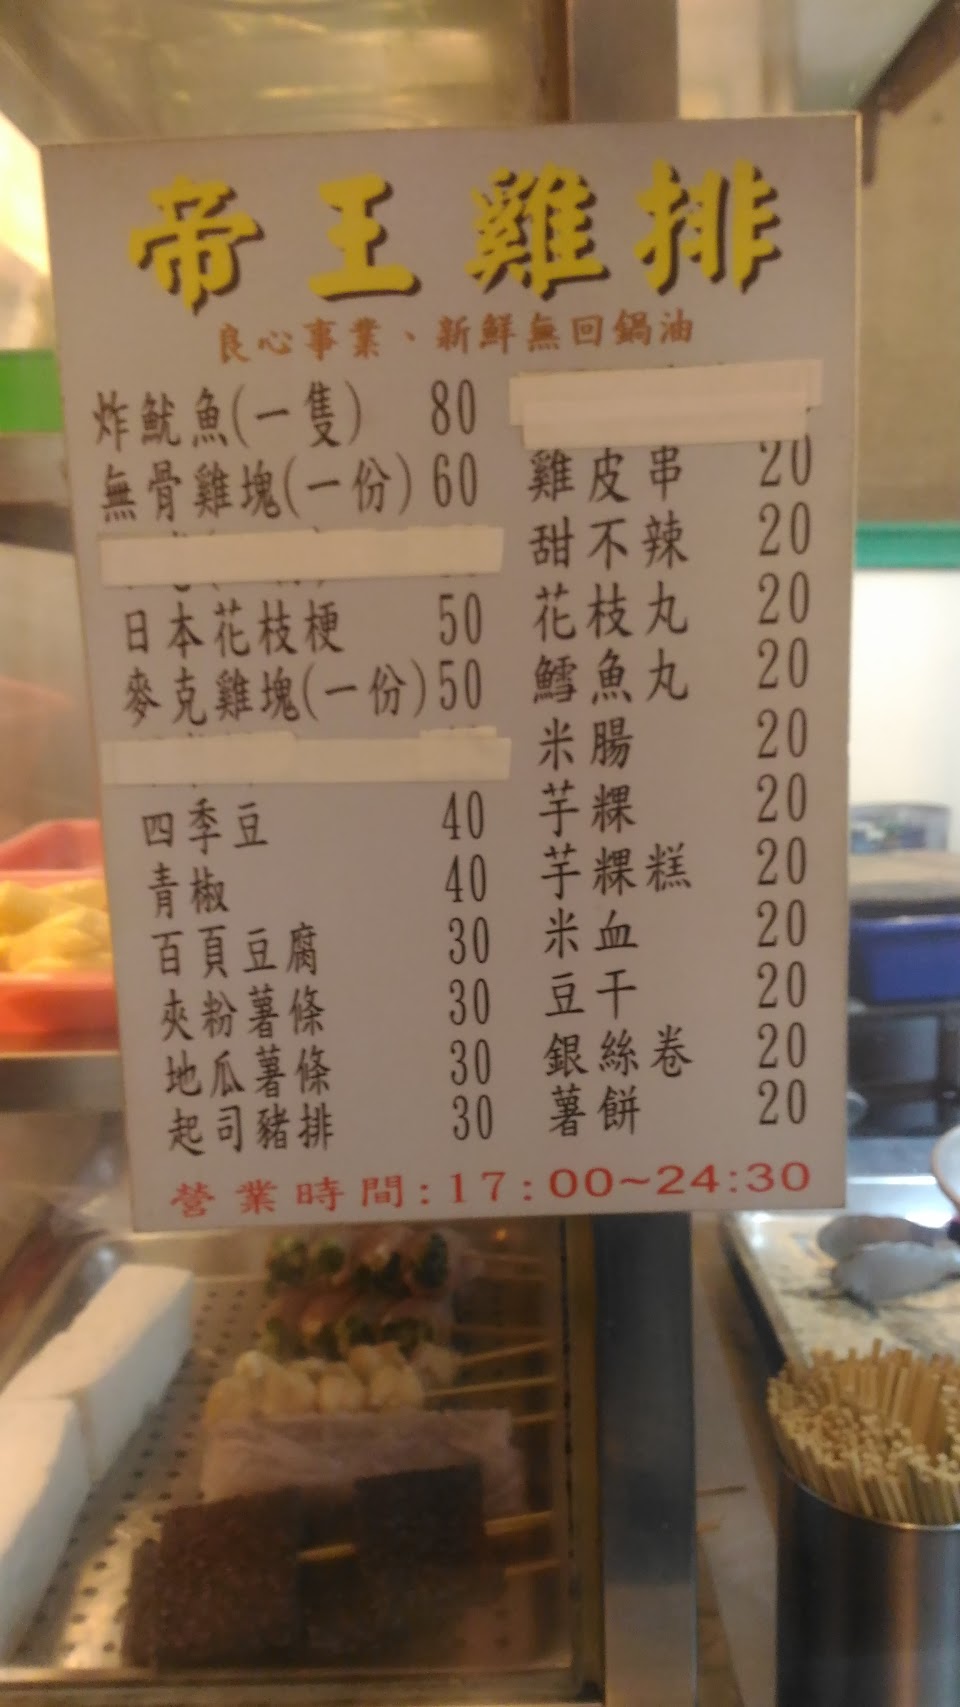 帝王雞排
良心事業、新鮮無回鍋油
炸魷魚(一隻) 80
無骨雞塊(一份) 60
日本花枝梗 50
麥克雞塊(一份) 50
四季豆 40
青椒 40
百頁豆腐 30
夾粉薯條 30
地瓜薯條 30
起司豬排 30
雞皮串 20
甜不辣 20
花枝丸 20
鱈魚丸 20
米腸 20
芋粿 20
芋粿糕 20
米血 20
豆干 20
銀絲卷 20
薯餅 20
營業時間:17:00~24:30